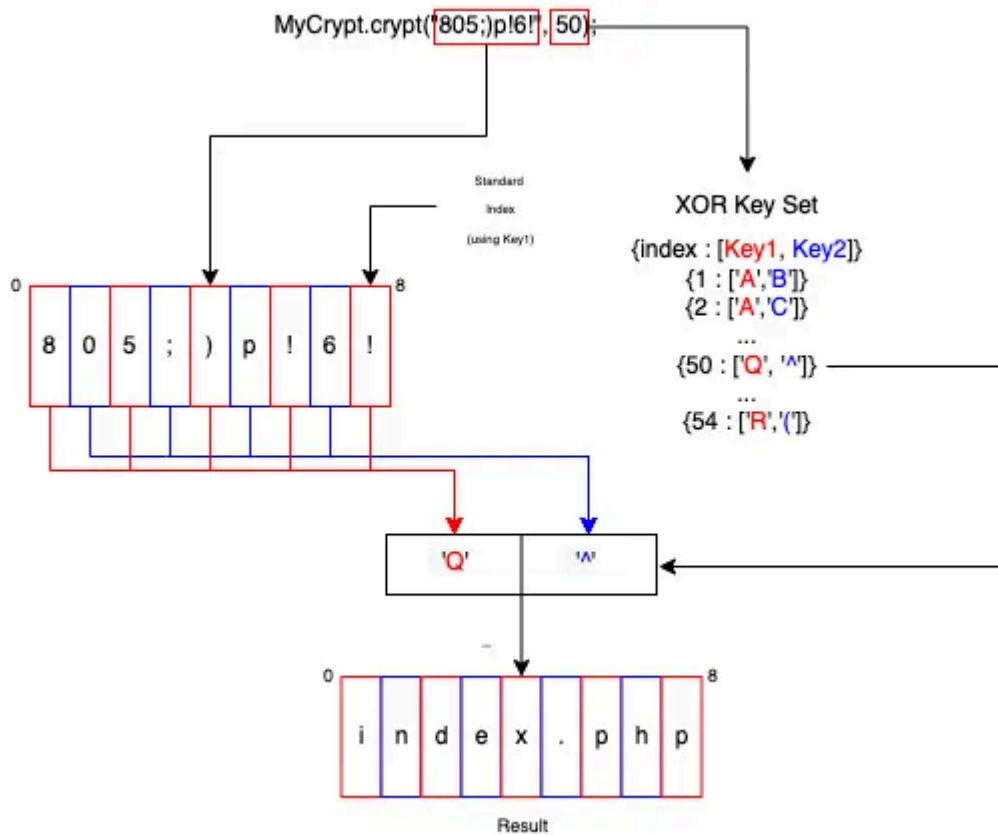 MyCrypt.crypt("805;)p!6!", 50);
Standard
Index
(using Key1)
XOR Key Set
{index : [Key1, Key2]}
{1 : ['A','B']}
{2 : ['A','C']}
...
{50 : ['Q', '^']}
...
{54 : ['R','(']}
0 8
8 0 5 ; ) p ! 6 !
'Q' '^'
0 8
i n d e x . p h p
Result